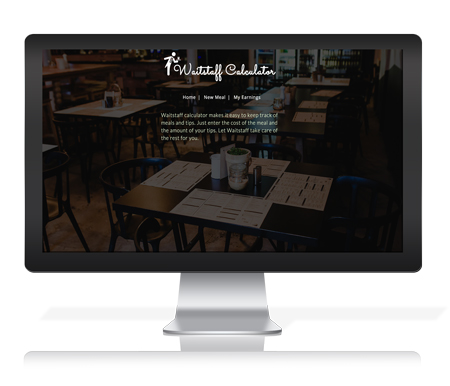 Waitstaff Calculator
Home | New Meal | My Earnings
Waitstaff calculator makes it easy to keep track of
meals and tips. Just enter the cost of the meal and
the amount of your tips. Let Waitstaff take care of
the rest for you.